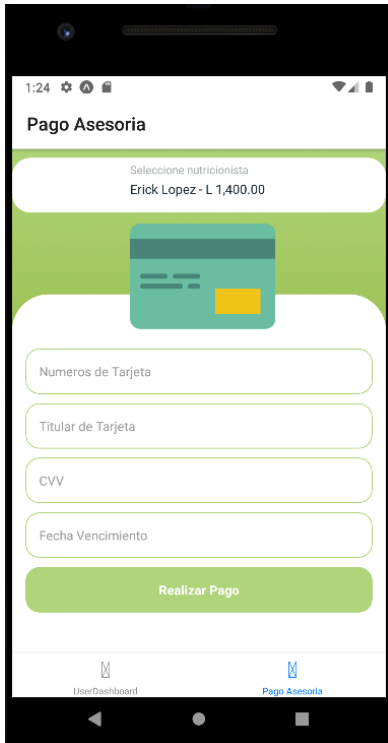 1:24
Pago Asesoria
Seleccione nutricionista
Erick Lopez - L 1,400.00
Numeros de Tarjeta
Titular de Tarjeta
CVV
Fecha Vencimiento
Realizar Pago
UserDashboard
Pago Asesoria